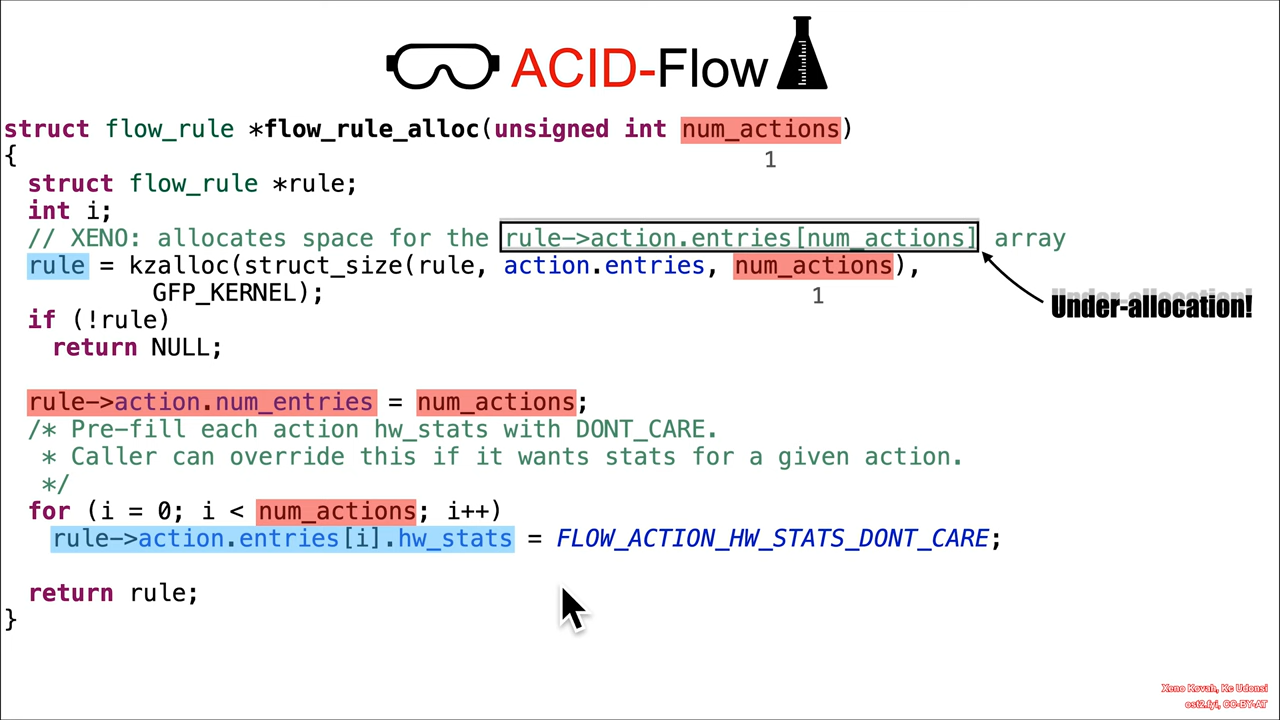 ACID-Flow
struct flow_rule *flow_rule_alloc(unsigned int num_actions)
1
{
struct flow_rule *rule;
int i;
// XENO: allocates space for the rule->action.entries[num_actions] array
rule = kzalloc(struct_size(rule, action.entries, num_actions),
1
GFP_KERNEL);
Under-allocation!
if (!rule)
return NULL;
rule->action.num_entries = num_actions;
/* Pre-fill each action hw_stats with DONT_CARE.
* Caller can override this if it wants stats for a given action.
*/
for (i = 0; i < num_actions; i++)
rule->action.entries[i].hw_stats = FLOW_ACTION_HW_STATS_DONT_CARE;
return rule;
}
Xeno Kovah, Kc Udonsi
ost2.fyi, CC-BY-AT